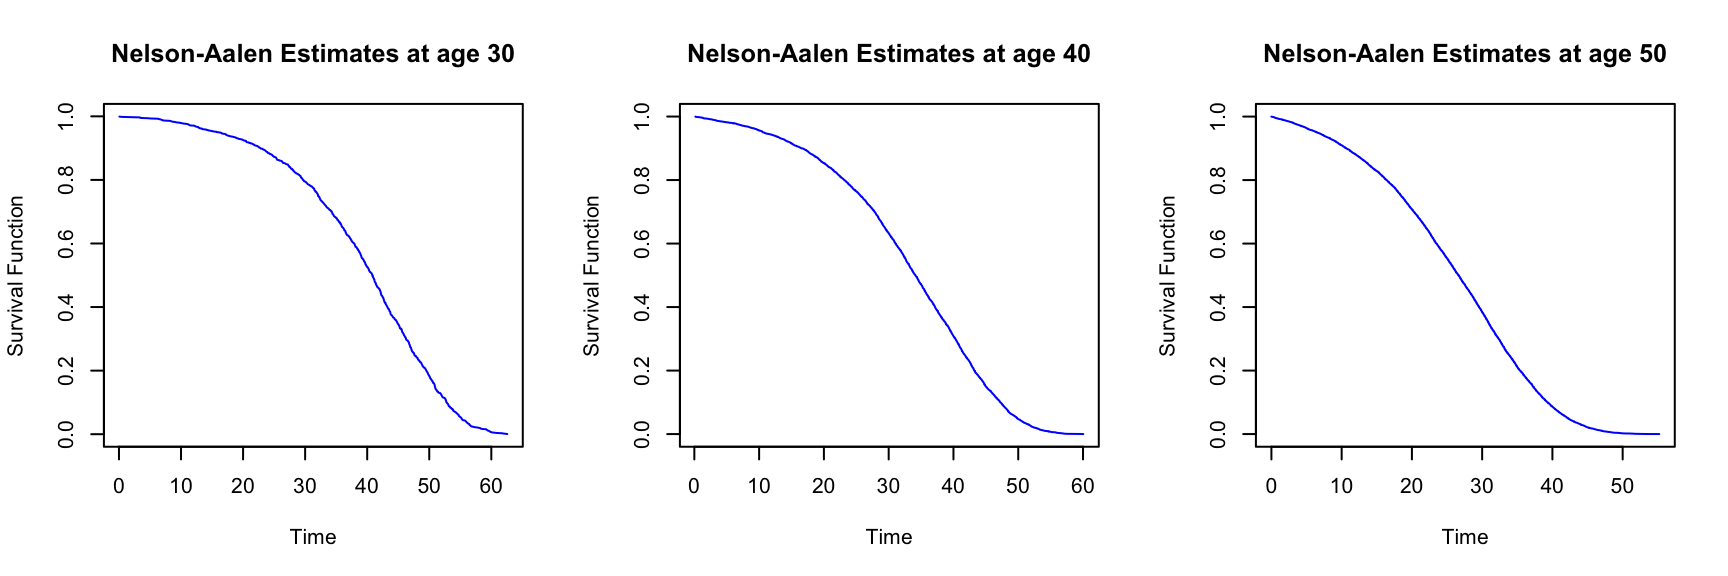 Nelson-Aalen Estimates at age 30
Survival Function
1.0
0.8
0.6
0.4
0.2
0.0
0 10 20 30 40 50 60
Time
Nelson-Aalen Estimates at age 40
Survival Function
1.0
0.8
0.6
0.4
0.2
0.0
0 10 20 30 40 50 60
Time
Nelson-Aalen Estimates at age 50
Survival Function
1.0
0.8
0.6
0.4
0.2
0.0
0 10 20 30 40 50
Time